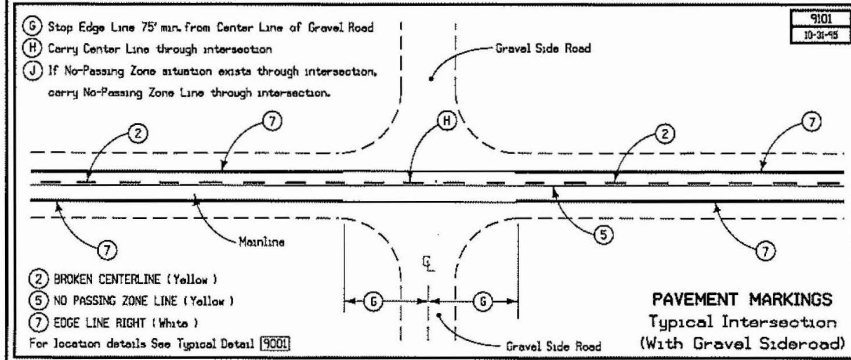 9101
10-31-95
G Stop Edge Line 75' min. from Center Line of Gravel Road
H Carry Center Line through intersection
J If No-Passing Zone situation exists through intersection,
carry No-Passing Zone Line through intersection.
Gravel Side Road
2
7
H
2
7
7
Mainline
5
7
℄
G
G
Gravel Side Road
2 BROKEN CENTERLINE (Yellow)
5 NO PASSING ZONE LINE (Yellow)
7 EDGE LINE RIGHT (White)
For location details See Typical Detail 9001
PAVEMENT MARKINGS
Typical Intersection
(With Gravel Sideroad)